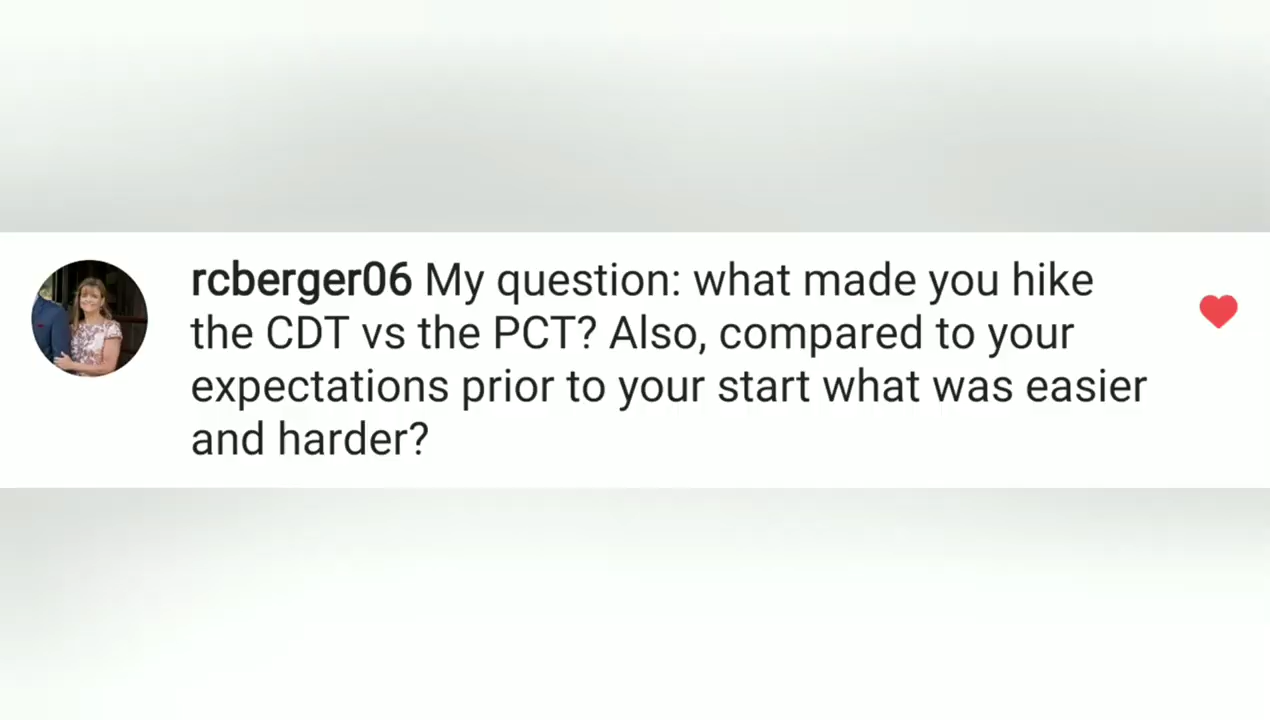 rcberger06 My question: what made you hike
the CDT vs the PCT? Also, compared to your
expectations prior to your start what was easier
and harder?